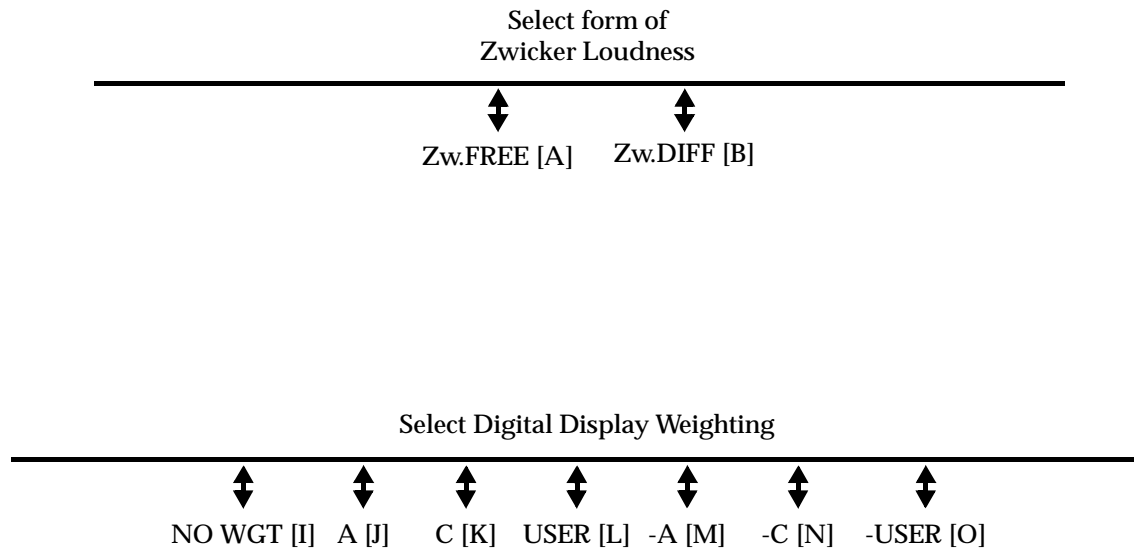 Select form of
Zwicker Loudness
Zw.FREE [A] Zw.DIFF [B]
Select Digital Display Weighting
NO WGT [I] A [J] C [K] USER [L] -A [M] -C [N] -USER [O]